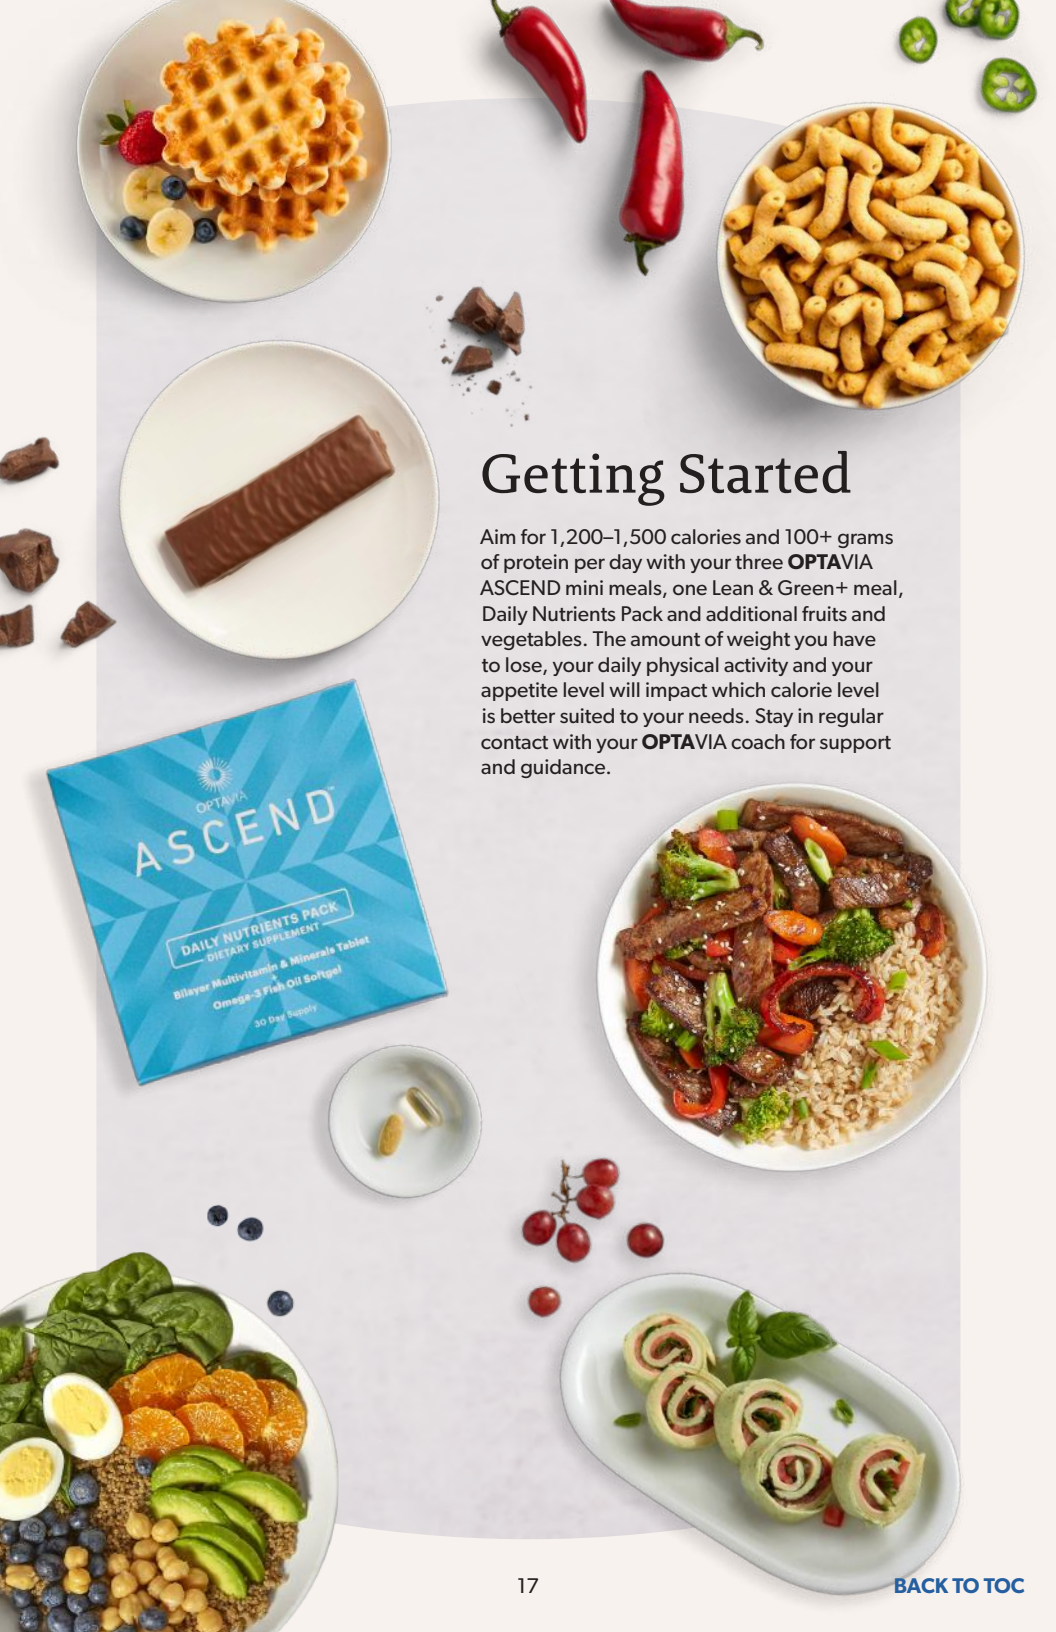 Getting Started
Aim for 1,200–1,500 calories and 100+ grams
of protein per day with your three OPTAVIA
ASCEND mini meals, one Lean & Green+ meal,
Daily Nutrients Pack and additional fruits and
vegetables. The amount of weight you have
to lose, your daily physical activity and your
appetite level will impact which calorie level
is better suited to your needs. Stay in regular
contact with your OPTAVIA coach for support
and guidance.
OPTAVIA
ASCEND™
DAILY NUTRIENTS PACK
DIETARY SUPPLEMENT
Bilayer Multivitamin & Minerals Tablet
+
Omega-3 Fish Oil Softgel
30 Day Supply
17
BACK TO TOC